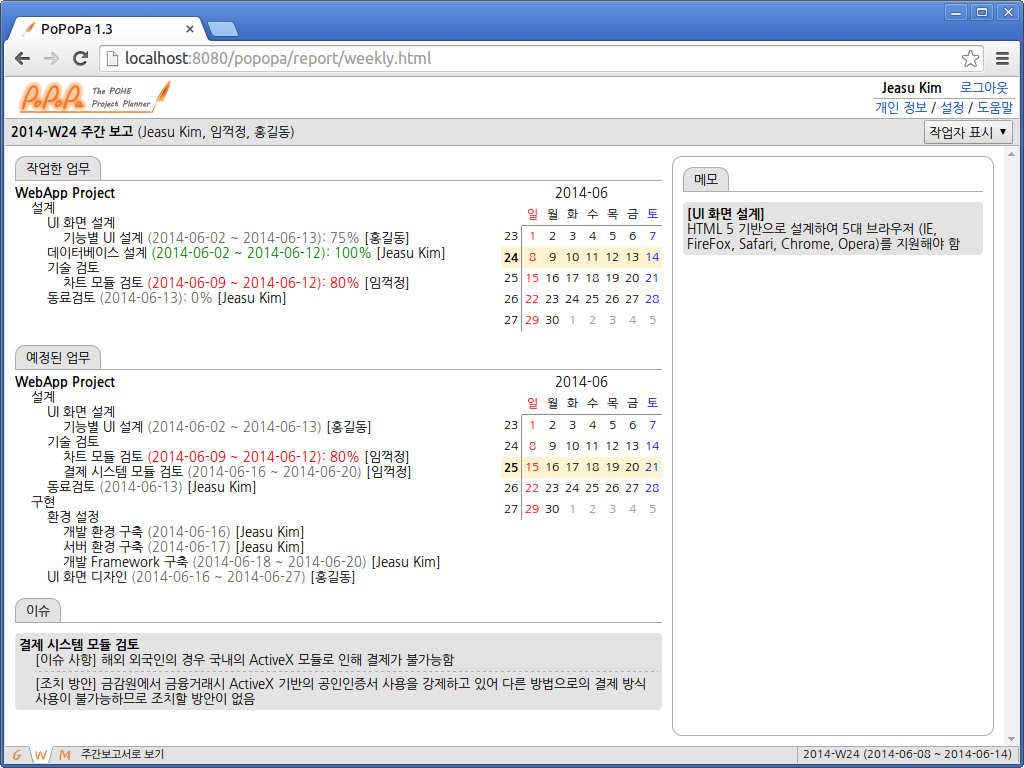 PoPoPa 1.3
localhost:8080/popopa/report/weekly.html
PoPoPa The POHE Project Planner
Jeasu Kim 로그아웃
개인 정보 / 설정 / 도움말
2014-W24 주간 보고 (Jeasu Kim, 임꺽정, 홍길동)
작업자 표시 ▼
작업한 업무
WebApp Project
설계
UI 화면 설계
기능별 UI 설계 (2014-06-02 ~ 2014-06-13): 75% [홍길동]
데이터베이스 설계 (2014-06-02 ~ 2014-06-12): 100% [Jeasu Kim]
기술 검토
차트 모듈 검토 (2014-06-09 ~ 2014-06-12): 80% [임꺽정]
동료검토 (2014-06-13): 0% [Jeasu Kim]
2014-06
일 월 화 수 목 금 토
23 1 2 3 4 5 6 7
24 8 9 10 11 12 13 14
25 15 16 17 18 19 20 21
26 22 23 24 25 26 27 28
27 29 30 1 2 3 4 5
예정된 업무
WebApp Project
설계
UI 화면 설계
기능별 UI 설계 (2014-06-02 ~ 2014-06-13) [홍길동]
기술 검토
차트 모듈 검토 (2014-06-09 ~ 2014-06-12): 80% [임꺽정]
결제 시스템 모듈 검토 (2014-06-16 ~ 2014-06-20) [임꺽정]
동료검토 (2014-06-13) [Jeasu Kim]
구현
환경 설정
개발 환경 구축 (2014-06-16) [Jeasu Kim]
서버 환경 구축 (2014-06-17) [Jeasu Kim]
개발 Framework 구축 (2014-06-18 ~ 2014-06-20) [Jeasu Kim]
UI 화면 디자인 (2014-06-16 ~ 2014-06-27) [홍길동]
2014-06
일 월 화 수 목 금 토
23 1 2 3 4 5 6 7
24 8 9 10 11 12 13 14
25 15 16 17 18 19 20 21
26 22 23 24 25 26 27 28
27 29 30 1 2 3 4 5
이슈
결제 시스템 모듈 검토
[이슈 사항] 해외 외국인의 경우 국내의 ActiveX 모듈로 인해 결제가 불가능함
[조치 방안] 금감원에서 금융거래시 ActiveX 기반의 공인인증서 사용을 강제하고 있어 다른 방법으로의 결제 방식
사용이 불가능하므로 조치할 방안이 없음
메모
[UI 화면 설계]
HTML 5 기반으로 설계하여 5대 브라우저 (IE,
FireFox, Safari, Chrome, Opera)를 지원해야 함
G W M 주간보고서로 보기
2014-W24 (2014-06-08 ~ 2014-06-14)